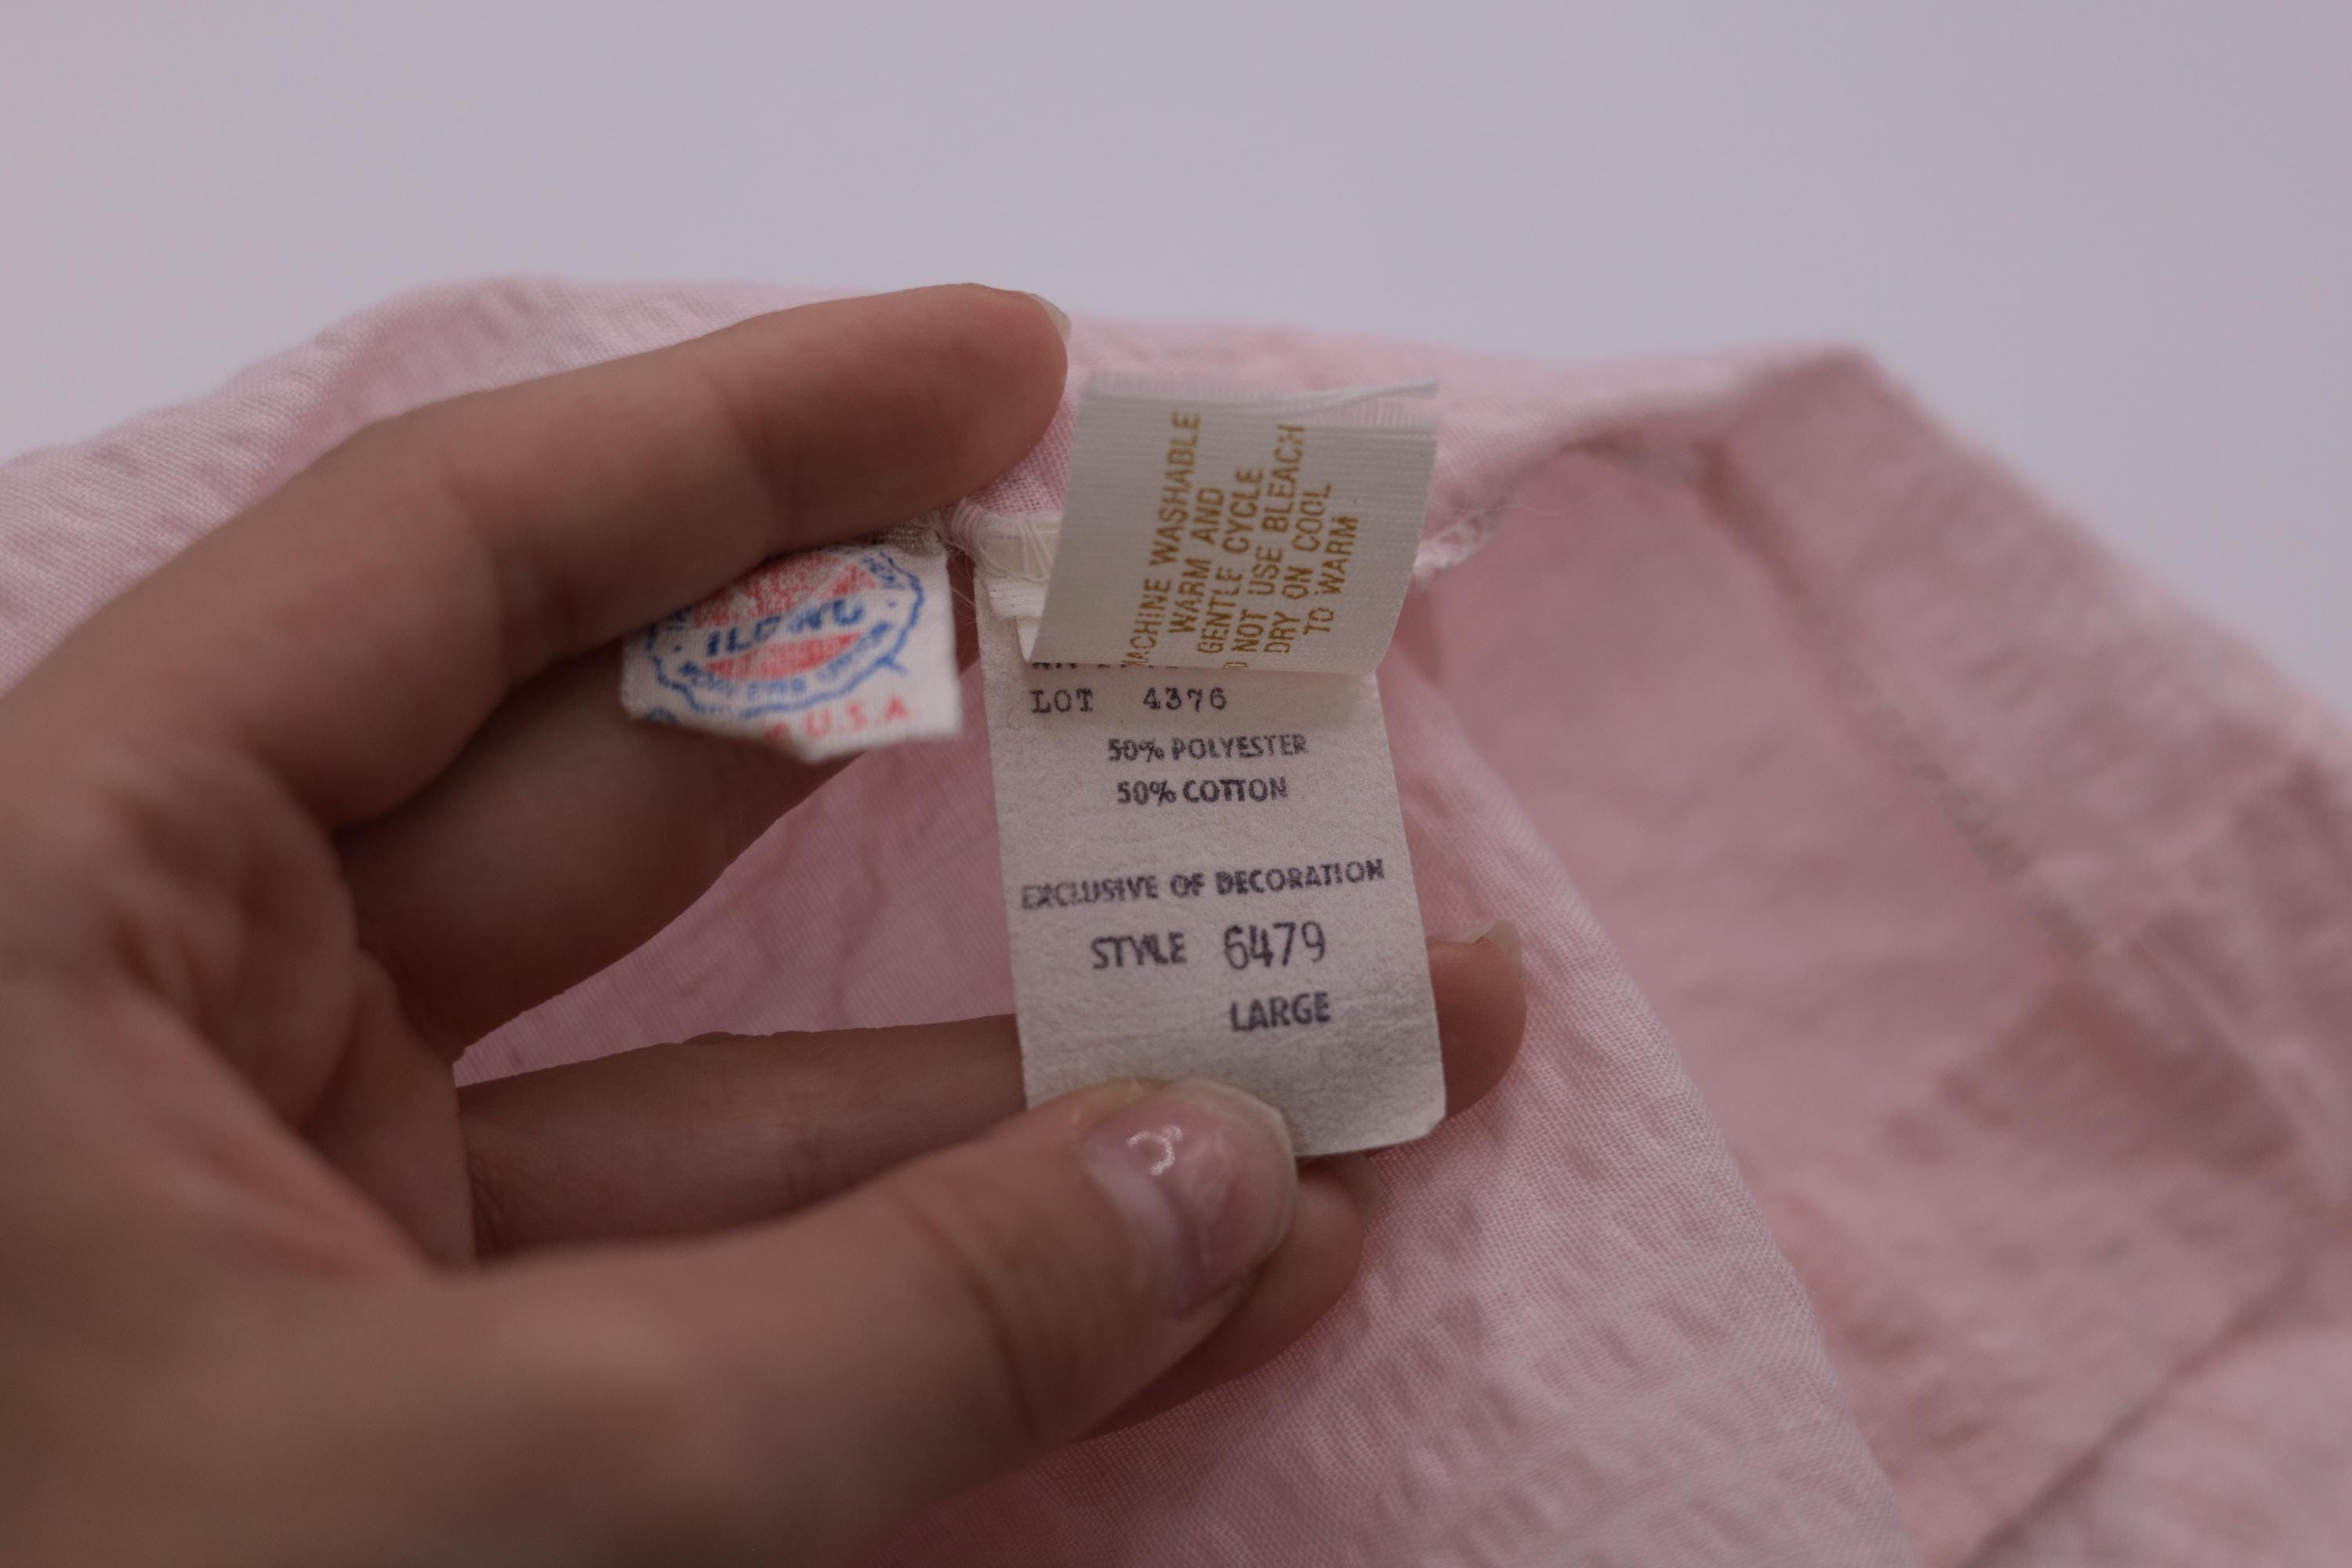 ILGWU
U.S.A.
MACHINE WASHABLE
WARM AND
GENTLE CYCLE
NOT USE BLEACH
DRY ON COOL
TO WARM
LOT 4376
50% POLYESTER
50% COTTON
EXCLUSIVE OF DECORATION
STYLE 6479
LARGE